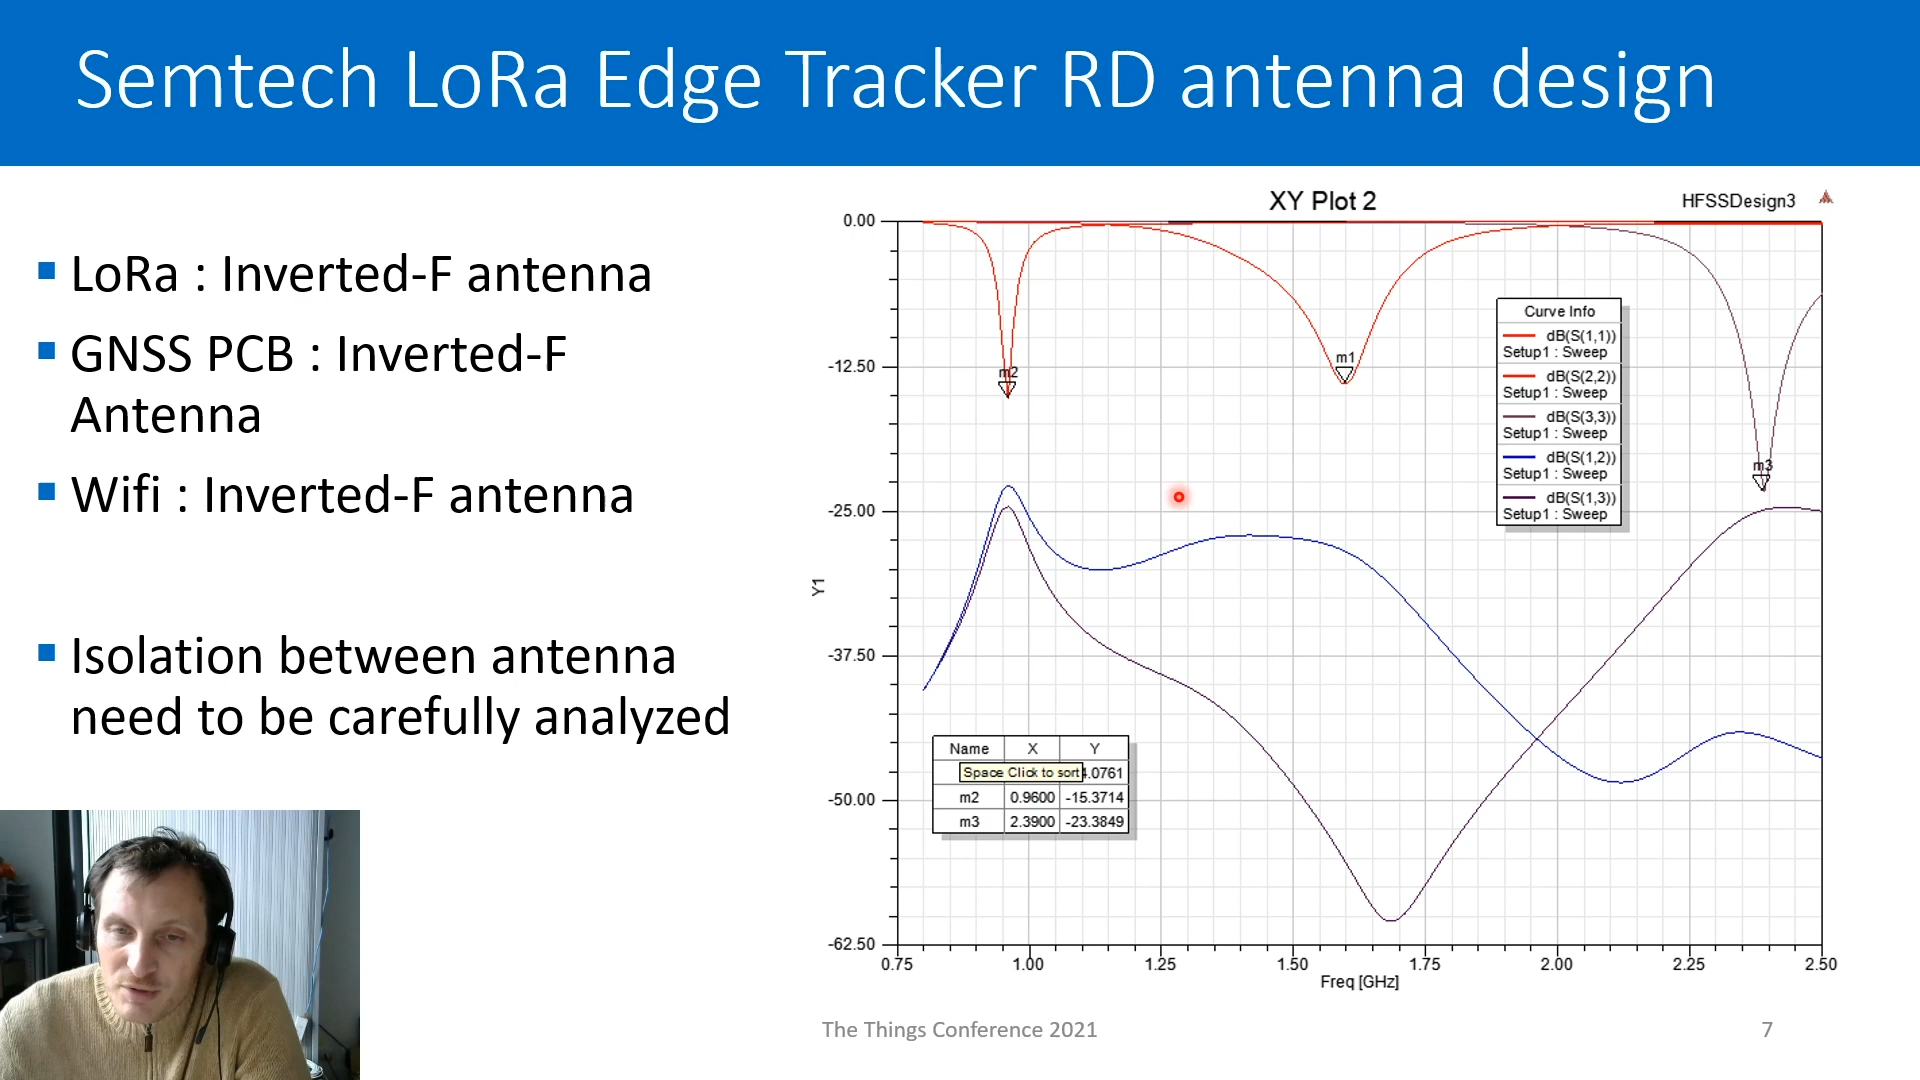 Semtech LoRa Edge Tracker RD antenna design
LoRa : Inverted-F antenna
GNSS PCB : Inverted-F
Antenna
Wifi : Inverted-F antenna
Isolation between antenna
need to be carefully analyzed
XY Plot 2
HFSSDesign3
0.00
-12.50
-25.00
-37.50
-50.00
-62.50
Y1
m2
m1
m3
Curve Info
dB(S(1,1))
Setup1 : Sweep
dB(S(2,2))
Setup1 : Sweep
dB(S(3,3))
Setup1 : Sweep
dB(S(1,2))
Setup1 : Sweep
dB(S(1,3))
Setup1 : Sweep
Name X Y
Space Click to sort .0761
m2 0.9600 -15.3714
m3 2.3900 -23.3849
0.75 1.00 1.25 1.50 1.75 2.00 2.25 2.50
Freq [GHz]
The Things Conference 2021
7